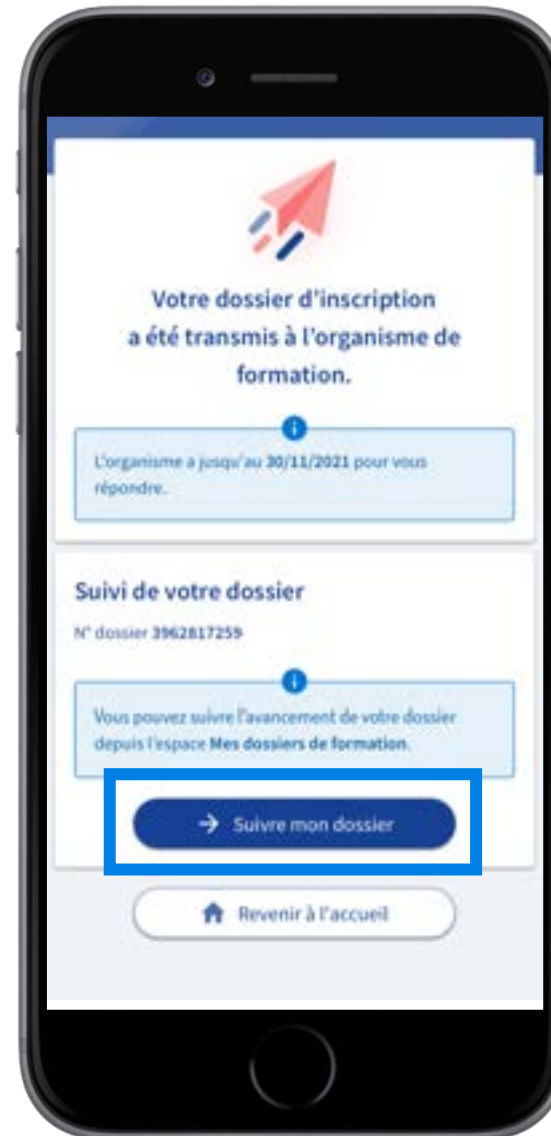 Votre dossier d'inscription
a été transmis à l'organisme de
formation.
L'organisme a jusqu'au 30/11/2021 pour vous
répondre.
Suivi de votre dossier
N° dossier 3962817259
Vous pouvez suivre l'avancement de votre dossier
depuis l'espace Mes dossiers de formation.
→ Suivre mon dossier
Revenir à l'accueil